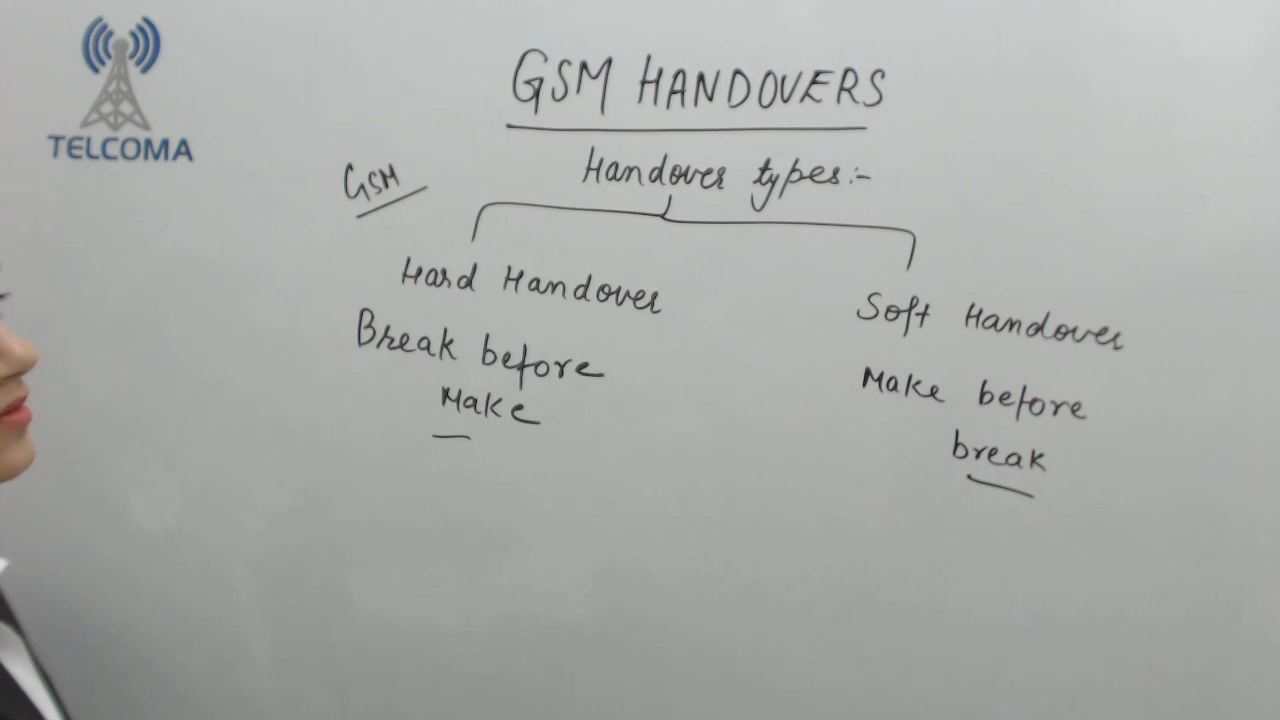 TELCOMA
GSM HANDOVERS
Handover types:-
GSM
Hard Handover
Break before
Make
Soft Handover
Make before
break